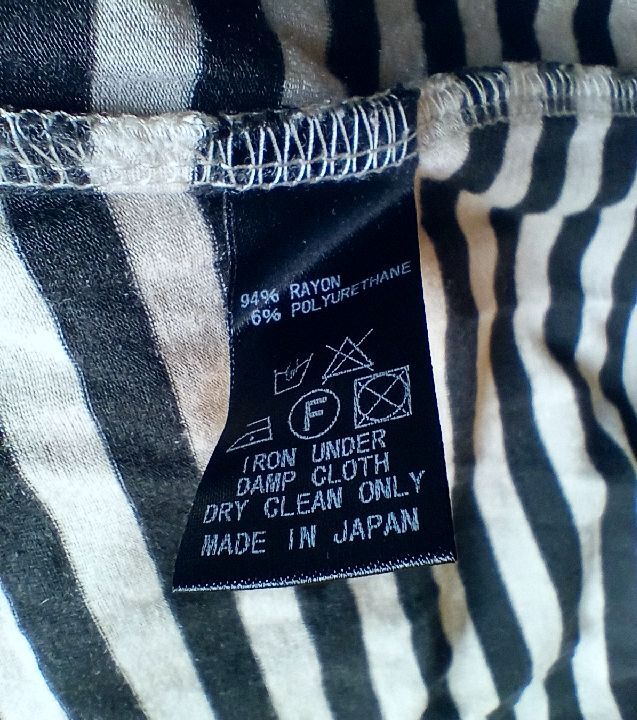 94% RAYON
6% POLYURETHANE
F
IRON UNDER
DAMP CLOTH
DRY CLEAN ONLY
MADE IN JAPAN